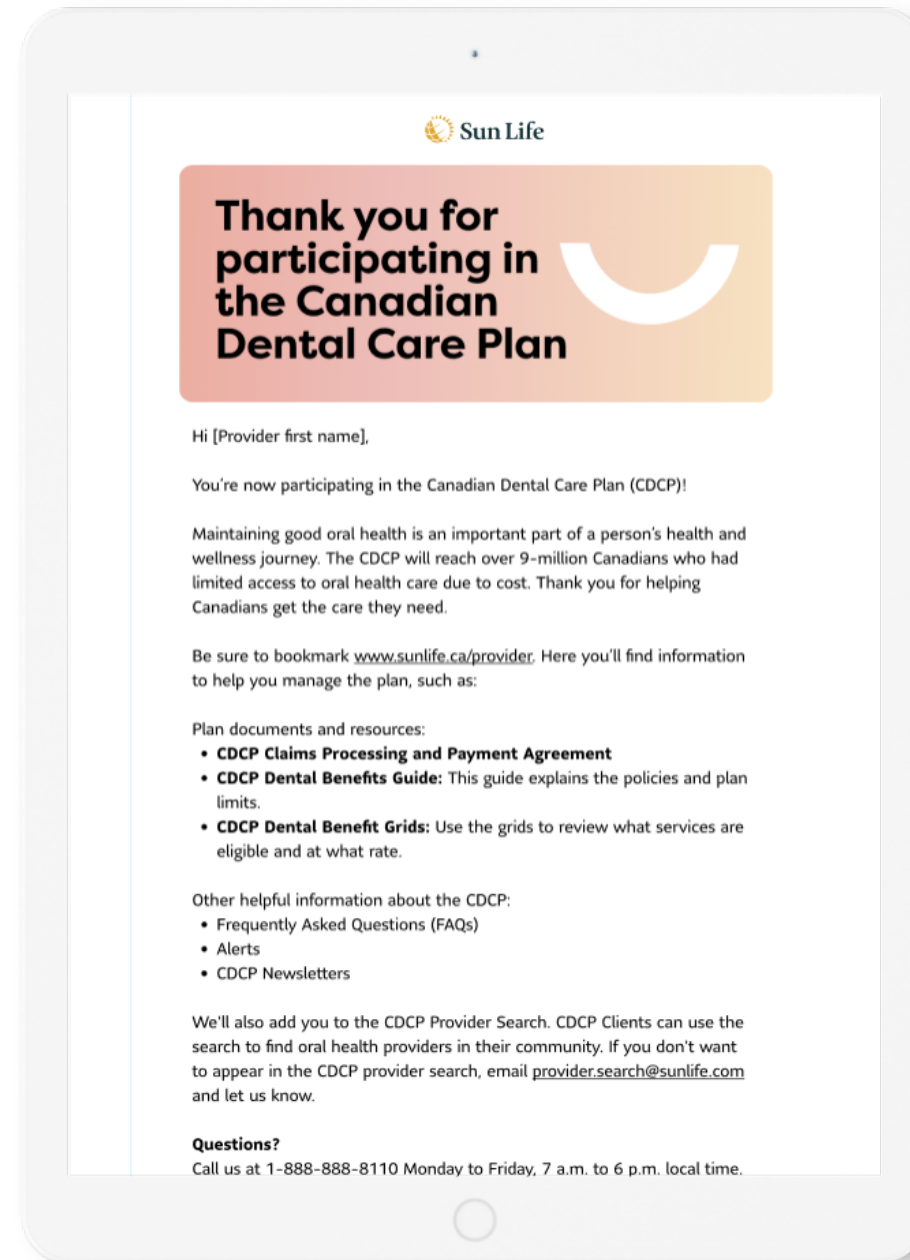 Sun Life
Thank you for
participating in
the Canadian
Dental Care Plan
Hi [Provider first name],
You're now participating in the Canadian Dental Care Plan (CDCP)!
Maintaining good oral health is an important part of a person's health and
wellness journey. The CDCP will reach over 9-million Canadians who had
limited access to oral health care due to cost. Thank you for helping
Canadians get the care they need.
Be sure to bookmark www.sunlife.ca/provider. Here you'll find information
to help you manage the plan, such as:
Plan documents and resources:
• CDCP Claims Processing and Payment Agreement
• CDCP Dental Benefits Guide: This guide explains the policies and plan
limits.
• CDCP Dental Benefit Grids: Use the grids to review what services are
eligible and at what rate.
Other helpful information about the CDCP:
• Frequently Asked Questions (FAQs)
• Alerts
• CDCP Newsletters
We'll also add you to the CDCP Provider Search. CDCP Clients can use the
search to find oral health providers in their community. If you don't want
to appear in the CDCP provider search, email provider.search@sunlife.com
and let us know.
Questions?
Call us at 1-888-888-8110 Monday to Friday, 7 a.m. to 6 p.m. local time.